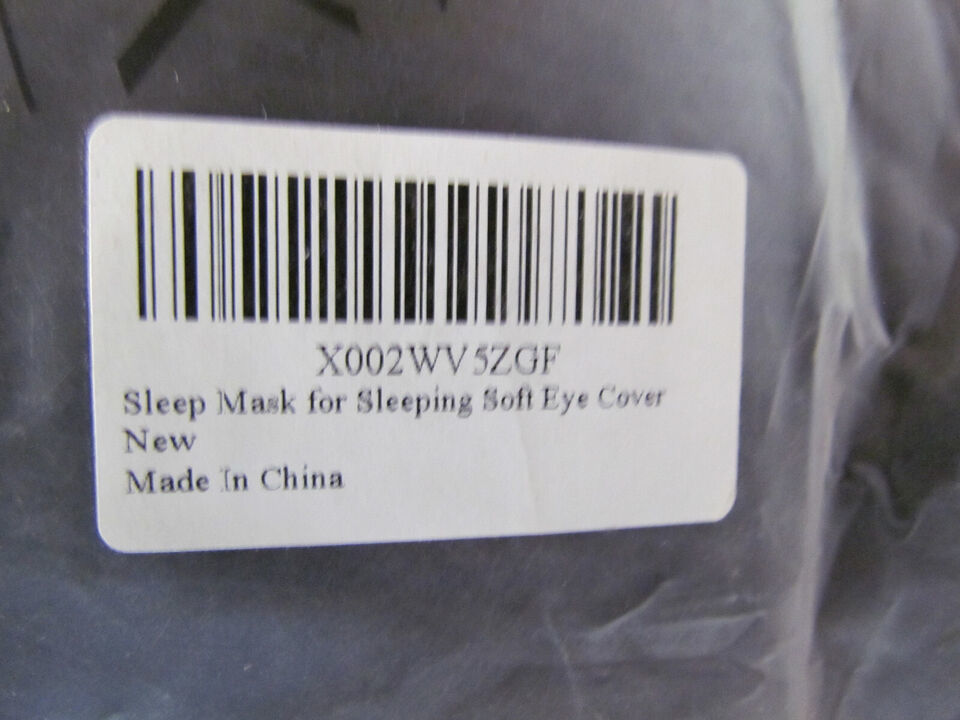 X002WV5ZGF
Sleep Mask for Sleeping Soft Eye Cover
New
Made In China